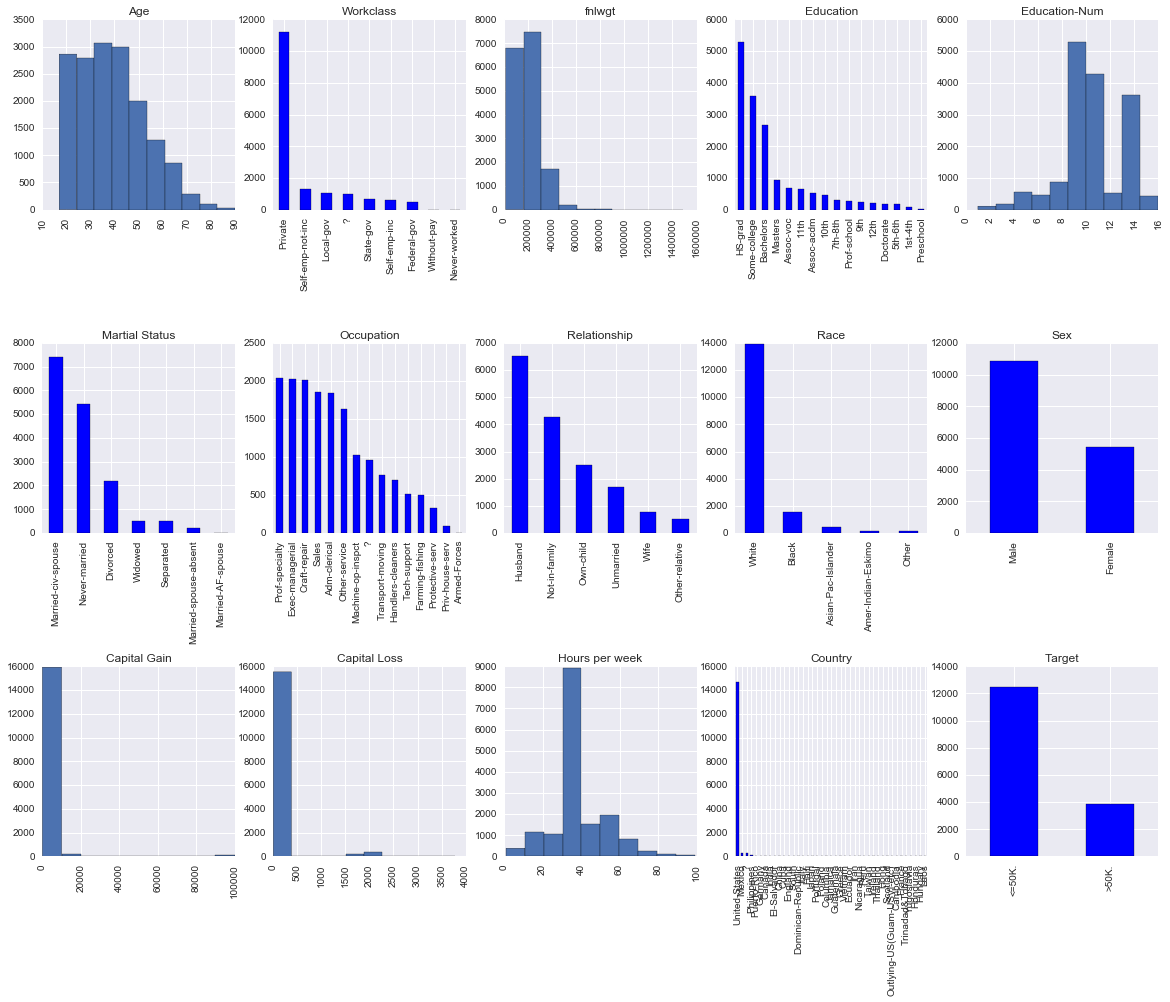 Age
3500
3000
2500
2000
1500
1000
500
0
10
20
30
40
50
60
70
80
90
Workclass
12000
10000
8000
6000
4000
2000
0
Private
Self-emp-not-inc
Local-gov
?
State-gov
Self-emp-inc
Federal-gov
Without-pay
Never-worked
fnlwgt
8000
7000
6000
5000
4000
3000
2000
1000
0
0
200000
400000
600000
800000
1000000
1200000
1400000
1600000
Education
6000
5000
4000
3000
2000
1000
0
HS-grad
Some-college
Bachelors
Masters
Assoc-voc
11th
Assoc-acdm
10th
7th-8th
Prof-school
9th
12th
Doctorate
5th-6th
1st-4th
Preschool
Education-Num
6000
5000
4000
3000
2000
1000
0
0
2
4
6
8
10
12
14
16
Martial Status
8000
7000
6000
5000
4000
3000
2000
1000
0
Married-civ-spouse
Never-married
Divorced
Widowed
Separated
Married-spouse-absent
Married-AF-spouse
Occupation
2500
2000
1500
1000
500
0
Prof-specialty
Exec-managerial
Craft-repair
Sales
Adm-clerical
Other-service
Machine-op-inspct
?
Transport-moving
Handlers-cleaners
Tech-support
Farming-fishing
Protective-serv
Priv-house-serv
Armed-Forces
Relationship
7000
6000
5000
4000
3000
2000
1000
0
Husband
Not-in-family
Own-child
Unmarried
Wife
Other-relative
Race
14000
12000
10000
8000
6000
4000
2000
0
White
Black
Asian-Pac-Islander
Amer-Indian-Eskimo
Other
Sex
12000
10000
8000
6000
4000
2000
0
Male
Female
Capital Gain
16000
14000
12000
10000
8000
6000
4000
2000
0
0
20000
40000
60000
80000
100000
Capital Loss
16000
14000
12000
10000
8000
6000
4000
2000
0
0
500
1000
1500
2000
2500
3000
3500
4000
Hours per week
9000
8000
7000
6000
5000
4000
3000
2000
1000
0
0
20
40
60
80
100
Country
16000
14000
12000
10000
8000
6000
4000
2000
0
United-States
Mexico
?
Philippines
El-Salvador
Dominican-Republic
Nicaragua
Outlying-US(Guam-USVI-etc)
Target
14000
12000
10000
8000
6000
4000
2000
0
<=50K
>50K